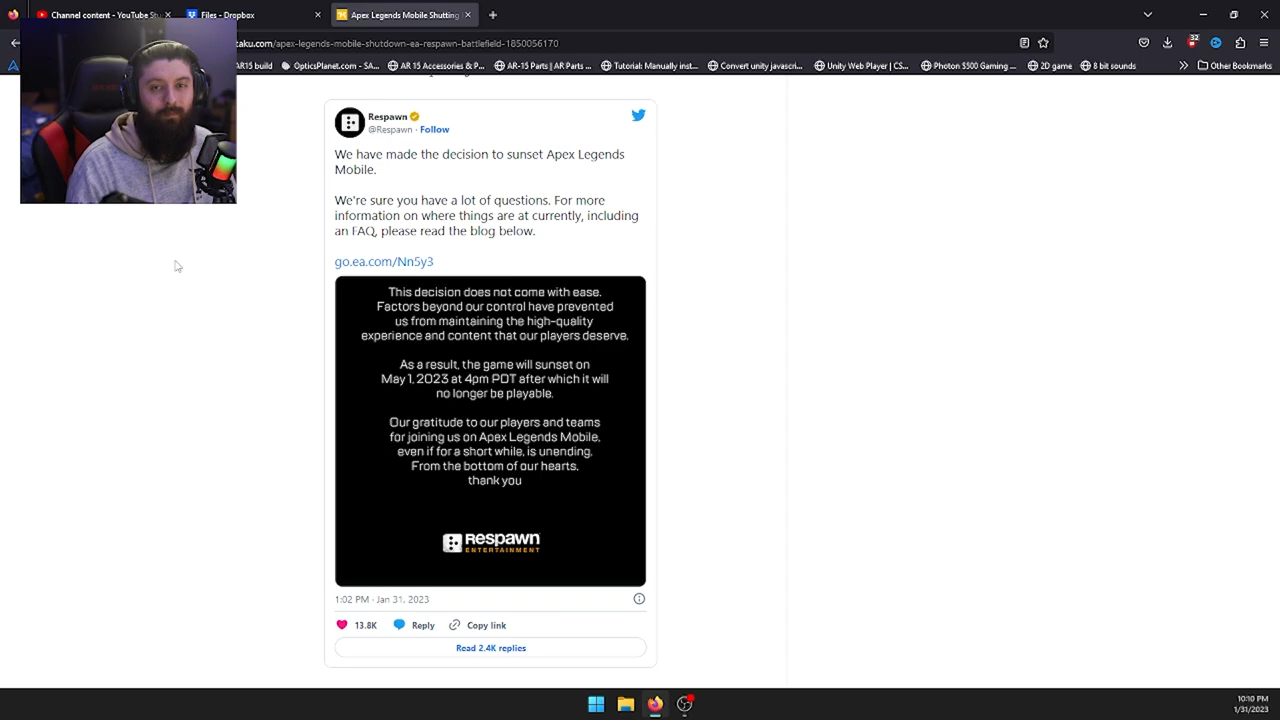 Channel content - YouTube Stu
Files - Dropbox
Apex Legends Mobile Shutting
taku.com/apex-legends-mobile-shutdown-ea-respawn-battlefield-1850056170
32
AR15 build
OpticsPlanet.com - SA...
AR 15 Accessories & P...
AR-15 Parts | AR Parts ...
Tutorial: Manually inst...
Convert unity javascri...
Unity Web Player | CS...
Photon $500 Gaming ...
2D game
8 bit sounds
Other Bookmarks
Respawn
@Respawn · Follow
We have made the decision to sunset Apex Legends
Mobile.
We're sure you have a lot of questions. For more
information on where things are at currently, including
an FAQ, please read the blog below.
go.ea.com/Nn5y3
This decision does not come with ease.
Factors beyond our control have prevented
us from maintaining the high-quality
experience and content that our players deserve.
As a result, the game will sunset on
May 1, 2023 at 4pm PDT after which it will
no longer be playable.
Our gratitude to our players and teams
for joining us on Apex Legends Mobile,
even if for a short while, is unending.
From the bottom of our hearts,
thank you
RESPAWN
ENTERTAINMENT
1:02 PM · Jan 31, 2023
13.8K
Reply
Copy link
Read 2.4K replies
10:10 PM
1/31/2023